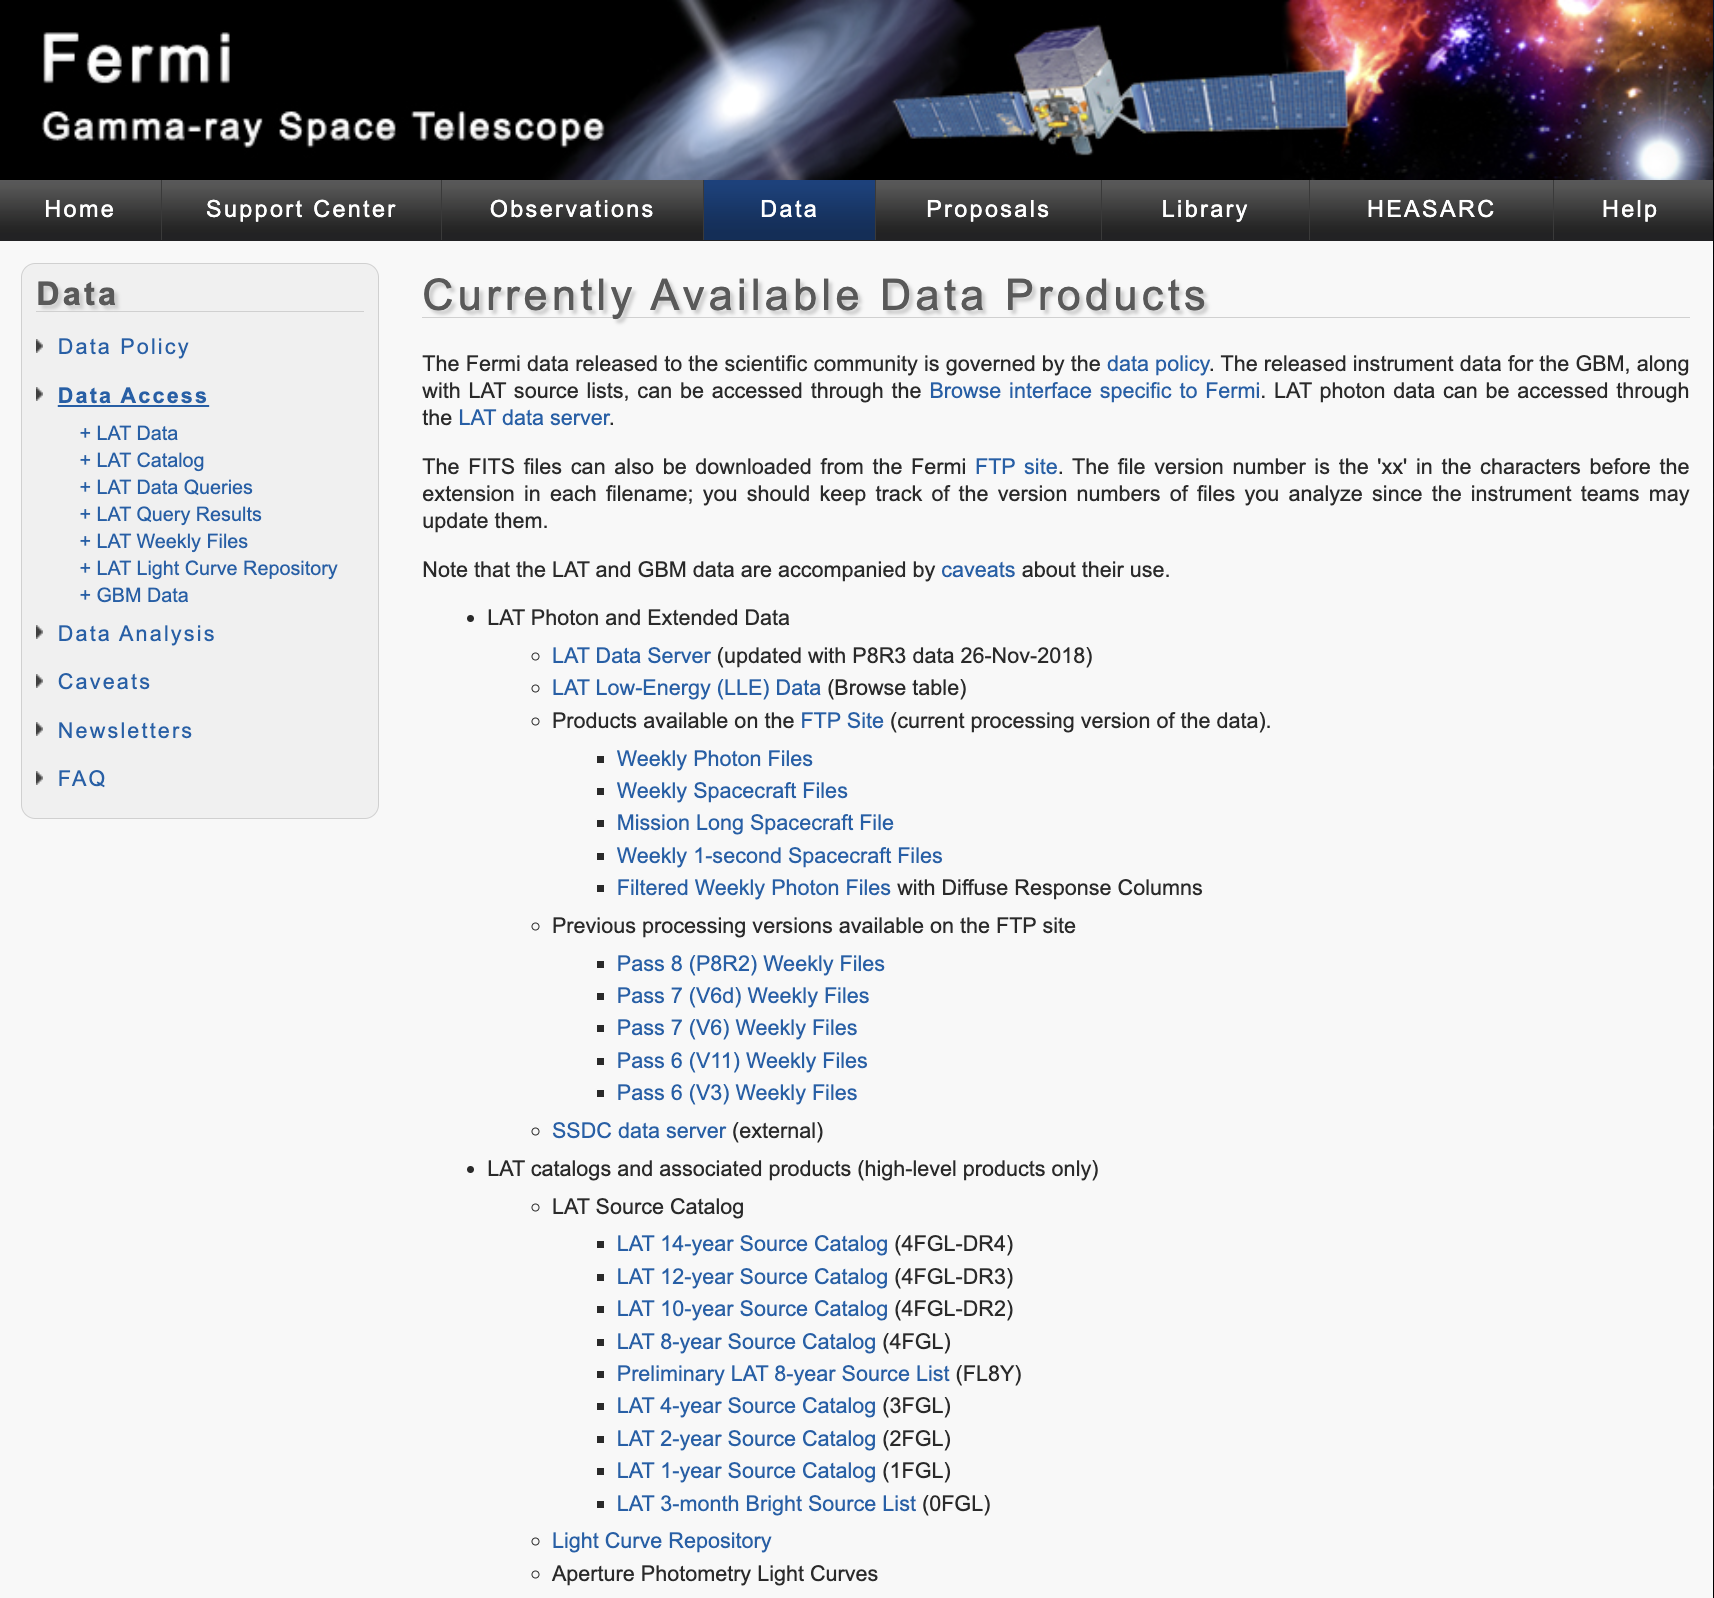 Fermi
Gamma-ray Space Telescope
Home Support Center Observations Data Proposals Library HEASARC Help
Data
Data Policy
Data Access
+ LAT Data
+ LAT Catalog
+ LAT Data Queries
+ LAT Query Results
+ LAT Weekly Files
+ LAT Light Curve Repository
+ GBM Data
Data Analysis
Caveats
Newsletters
FAQ
Currently Available Data Products
The Fermi data released to the scientific community is governed by the data policy. The released instrument data for the GBM, along
with LAT source lists, can be accessed through the Browse interface specific to Fermi. LAT photon data can be accessed through
the LAT data server.
The FITS files can also be downloaded from the Fermi FTP site. The file version number is the 'xx' in the characters before the
extension in each filename; you should keep track of the version numbers of files you analyze since the instrument teams may
update them.
Note that the LAT and GBM data are accompanied by caveats about their use.
LAT Photon and Extended Data
LAT Data Server (updated with P8R3 data 26-Nov-2018)
LAT Low-Energy (LLE) Data (Browse table)
Products available on the FTP Site (current processing version of the data).
Weekly Photon Files
Weekly Spacecraft Files
Mission Long Spacecraft File
Weekly 1-second Spacecraft Files
Filtered Weekly Photon Files with Diffuse Response Columns
Previous processing versions available on the FTP site
Pass 8 (P8R2) Weekly Files
Pass 7 (V6d) Weekly Files
Pass 7 (V6) Weekly Files
Pass 6 (V11) Weekly Files
Pass 6 (V3) Weekly Files
SSDC data server (external)
LAT catalogs and associated products (high-level products only)
LAT Source Catalog
LAT 14-year Source Catalog (4FGL-DR4)
LAT 12-year Source Catalog (4FGL-DR3)
LAT 10-year Source Catalog (4FGL-DR2)
LAT 8-year Source Catalog (4FGL)
Preliminary LAT 8-year Source List (FL8Y)
LAT 4-year Source Catalog (3FGL)
LAT 2-year Source Catalog (2FGL)
LAT 1-year Source Catalog (1FGL)
LAT 3-month Bright Source List (0FGL)
Light Curve Repository
Aperture Photometry Light Curves